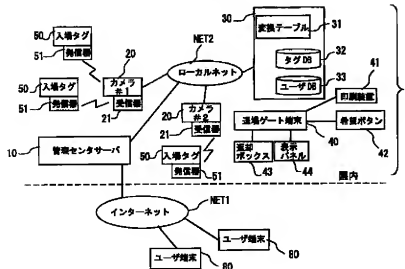 30
変換テーブル
31
50
入場タグ
51
発信器
20
カメラ
#1
受信器
21
NET2
ローカルネット
タグDB
32
ユーザDB
33
41
印刷装置
50
入場タグ
51
発信器
カメラ
#2
20
受信器
21
退場ゲート端末
40
希望ボタン
42
10
管理センタサーバ
50
入場タグ
発信器
51
返却
ボックス
43
表示
パネル
44
園内
NET1
インターネット
ユーザ端末
80
ユーザ端末
80